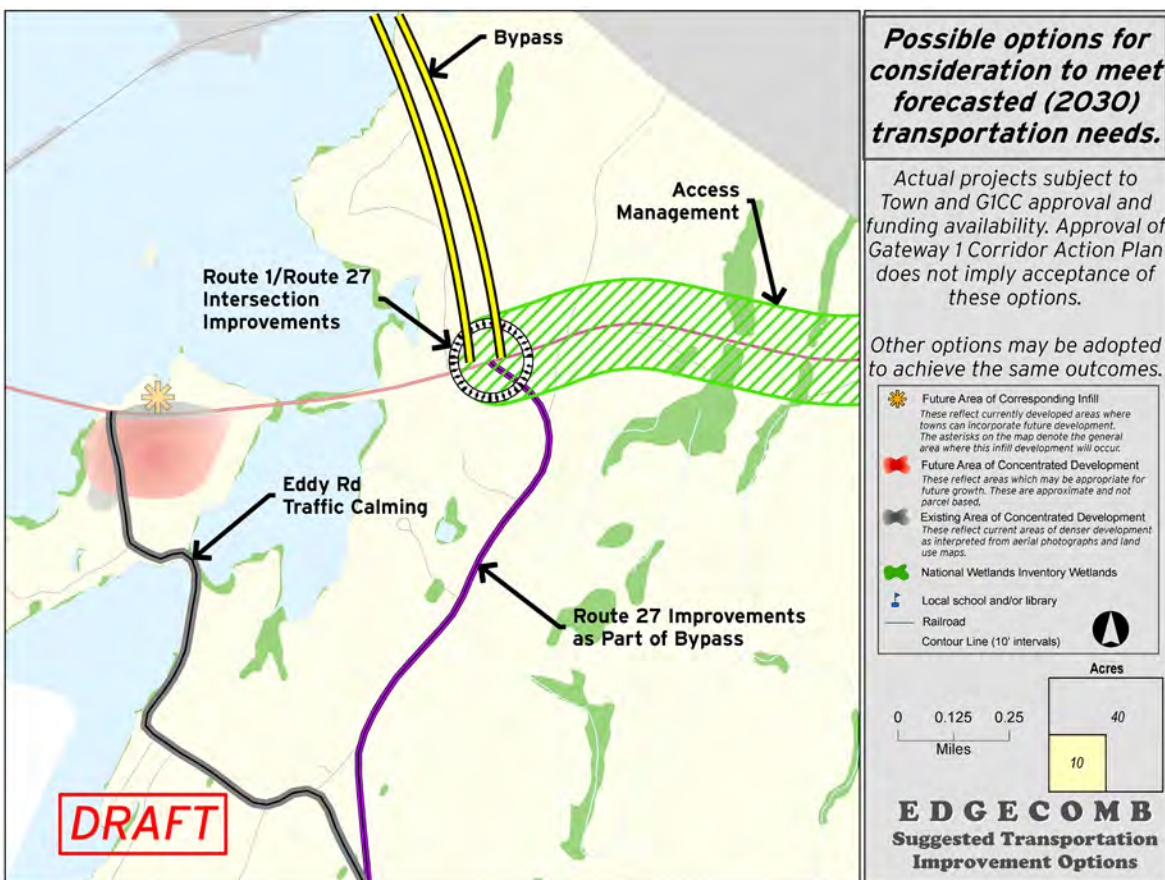 Bypass
Access
Management
Route 1/Route 27
Intersection
Improvements
Eddy Rd
Traffic Calming
Route 27 Improvements
as Part of Bypass
DRAFT
Possible options for
consideration to meet
forecasted (2030)
transportation needs.
Actual projects subject to
Town and G1CC approval and
funding availability. Approval of
Gateway 1 Corridor Action Plan
does not imply acceptance of
these options.
Other options may be adopted
to achieve the same outcomes.
Future Area of Corresponding Infill
These reflect currently developed areas where
towns can incorporate future development.
The asterisks on the map denote the general
area where this infill development will occur.
Future Area of Concentrated Development
These reflect areas which may be appropriate for
future growth. These are approximate and not
parcel based.
Existing Area of Concentrated Development
These reflect current areas of denser development
as interpreted from aerial photographs and land
use maps.
National Wetlands Inventory Wetlands
Local school and/or library
Railroad
Contour Line (10' intervals)
Acres
40
10
0 0.125 0.25
Miles
EDGECOMB
Suggested Transportation
Improvement Options